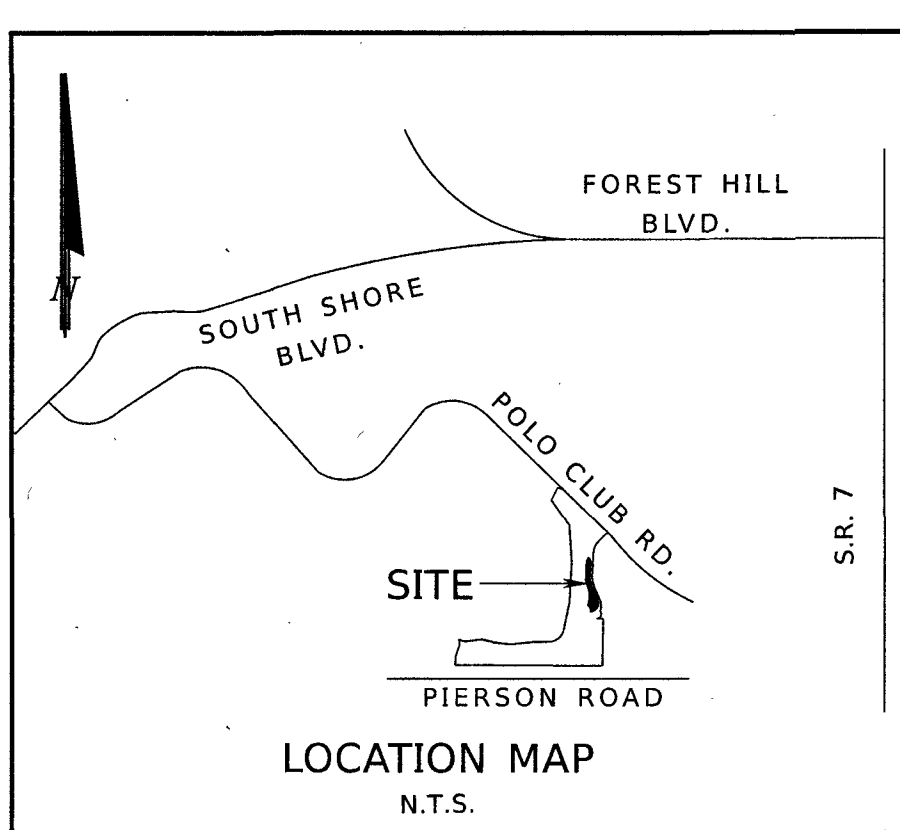 FOREST HILL
BLVD.
N
SOUTH SHORE
BLVD.
POLO CLUB RD.
S.R. 7
SITE
PIERSON ROAD
LOCATION MAP
N.T.S.